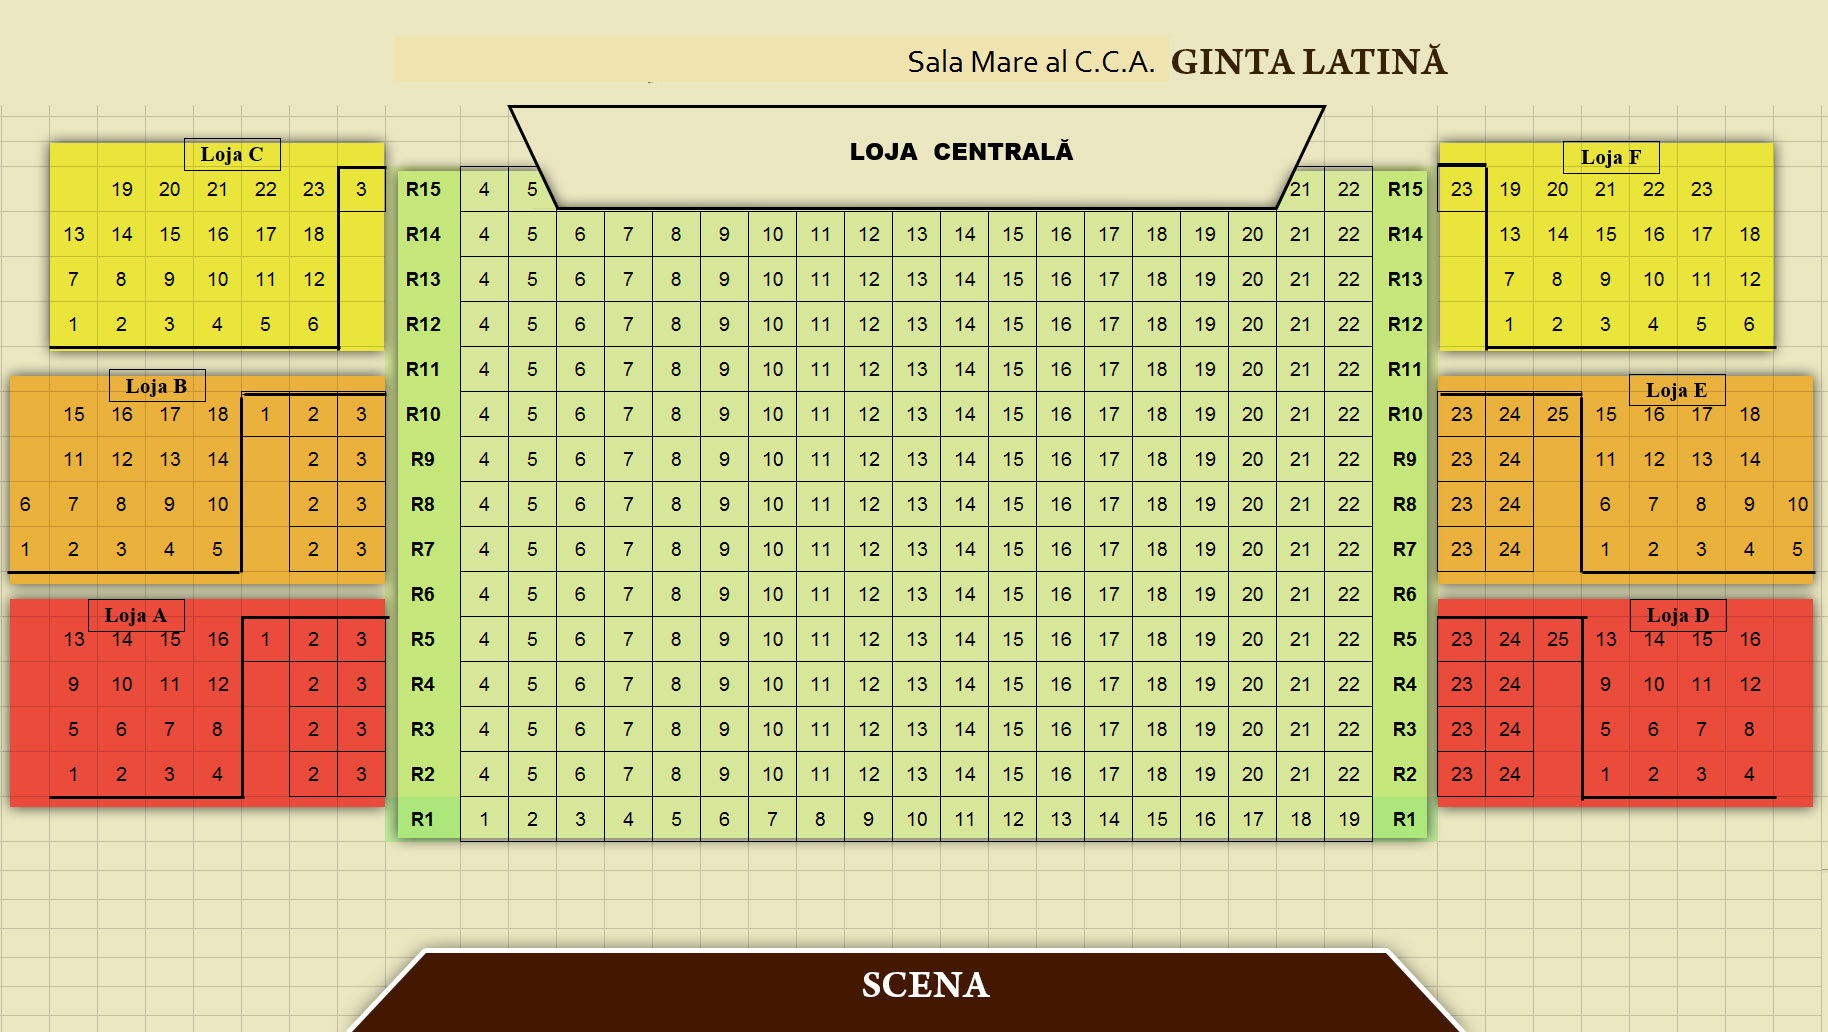 Sala Mare al C.C.A. GINTA LATINĂ
LOJA CENTRALĂ
Loja C
Loja F
19 20 21 22 23 3 R15 4 5 21 22 R15 23 19 20 21 22 23
13 14 15 16 17 18 R14 4 5 6 7 8 9 10 11 12 13 14 15 16 17 18 19 20 21 22 R14 13 14 15 16 17 18
7 8 9 10 11 12 R13 4 5 6 7 8 9 10 11 12 13 14 15 16 17 18 19 20 21 22 R13 7 8 9 10 11 12
1 2 3 4 5 6 R12 4 5 6 7 8 9 10 11 12 13 14 15 16 17 18 19 20 21 22 R12 1 2 3 4 5 6
R11 4 5 6 7 8 9 10 11 12 13 14 15 16 17 18 19 20 21 22 R11
Loja B
Loja E
15 16 17 18 1 2 3 R10 4 5 6 7 8 9 10 11 12 13 14 15 16 17 18 19 20 21 22 R10 23 24 25 15 16 17 18
11 12 13 14 2 3 R9 4 5 6 7 8 9 10 11 12 13 14 15 16 17 18 19 20 21 22 R9 23 24 11 12 13 14
6 7 8 9 10 2 3 R8 4 5 6 7 8 9 10 11 12 13 14 15 16 17 18 19 20 21 22 R8 23 24 6 7 8 9 10
1 2 3 4 5 2 3 R7 4 5 6 7 8 9 10 11 12 13 14 15 16 17 18 19 20 21 22 R7 23 24 1 2 3 4 5
R6 4 5 6 7 8 9 10 11 12 13 14 15 16 17 18 19 20 21 22 R6
Loja A
Loja D
13 14 15 16 1 2 3 R5 4 5 6 7 8 9 10 11 12 13 14 15 16 17 18 19 20 21 22 R5 23 24 25 13 14 15 16
9 10 11 12 2 3 R4 4 5 6 7 8 9 10 11 12 13 14 15 16 17 18 19 20 21 22 R4 23 24 9 10 11 12
5 6 7 8 2 3 R3 4 5 6 7 8 9 10 11 12 13 14 15 16 17 18 19 20 21 22 R3 23 24 5 6 7 8
1 2 3 4 2 3 R2 4 5 6 7 8 9 10 11 12 13 14 15 16 17 18 19 20 21 22 R2 23 24 1 2 3 4
R1 1 2 3 4 5 6 7 8 9 10 11 12 13 14 15 16 17 18 19 R1
SCENA